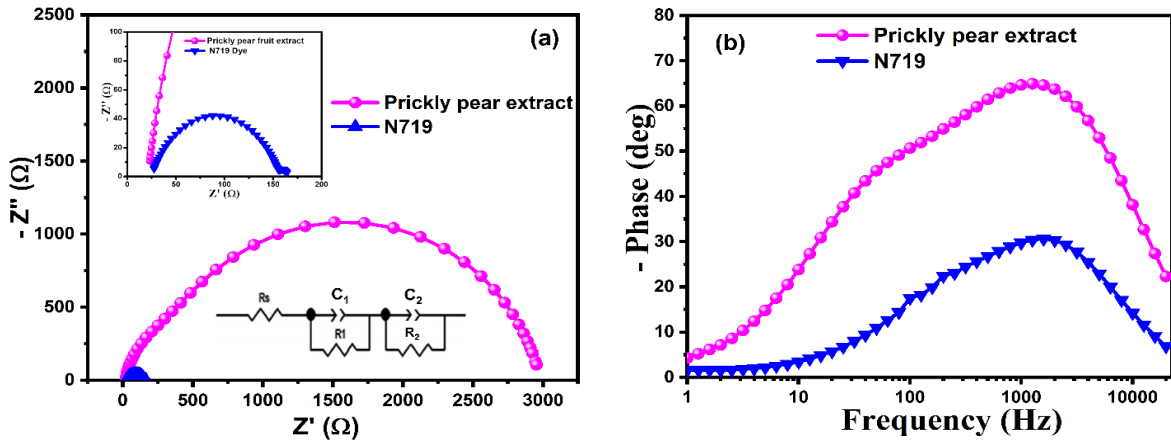 (a)
2500
2000
1500
1000
500
0
- Z'' (Ω)
0 500 1000 1500 2000 2500 3000
Z' (Ω)
Prickly pear extract
N719
100
80
60
40
20
0
- Z'' (Ω)
0 50 100 150 200
Z' (Ω)
Prickly pear fruit extract
N719 Dye
Rs
C1
R1
C2
R2
(b)
80
70
60
50
40
30
20
10
0
- Phase (deg)
1 10 100 1000 10000
Frequency (Hz)
Prickly pear extract
N719